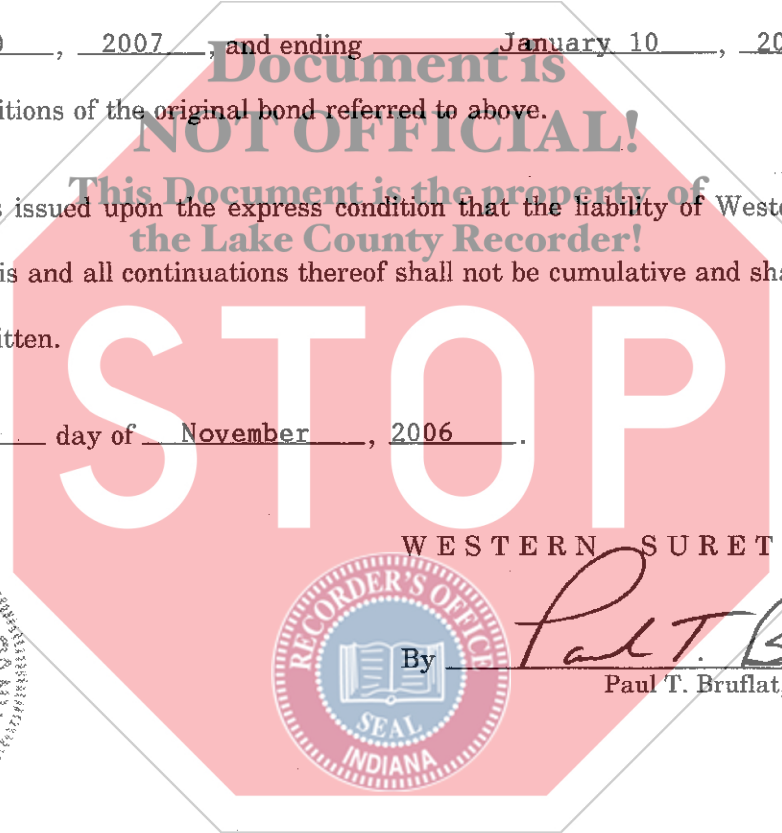 , 2007 , and ending January 10 , 20
Document is
itions of the original bond referred to above.
NOT OFFICIAL!
This Document is the property of
s issued upon the express condition that the liability of Weste
the Lake County Recorder!
is and all continuations thereof shall not be cumulative and sha
itten.
STOP
day of November , 2006 .
WESTERN SURET
RECORDER'S OFFICE
Paul T. B
By
Paul T. Bruflat,
SEAL
INDIANA